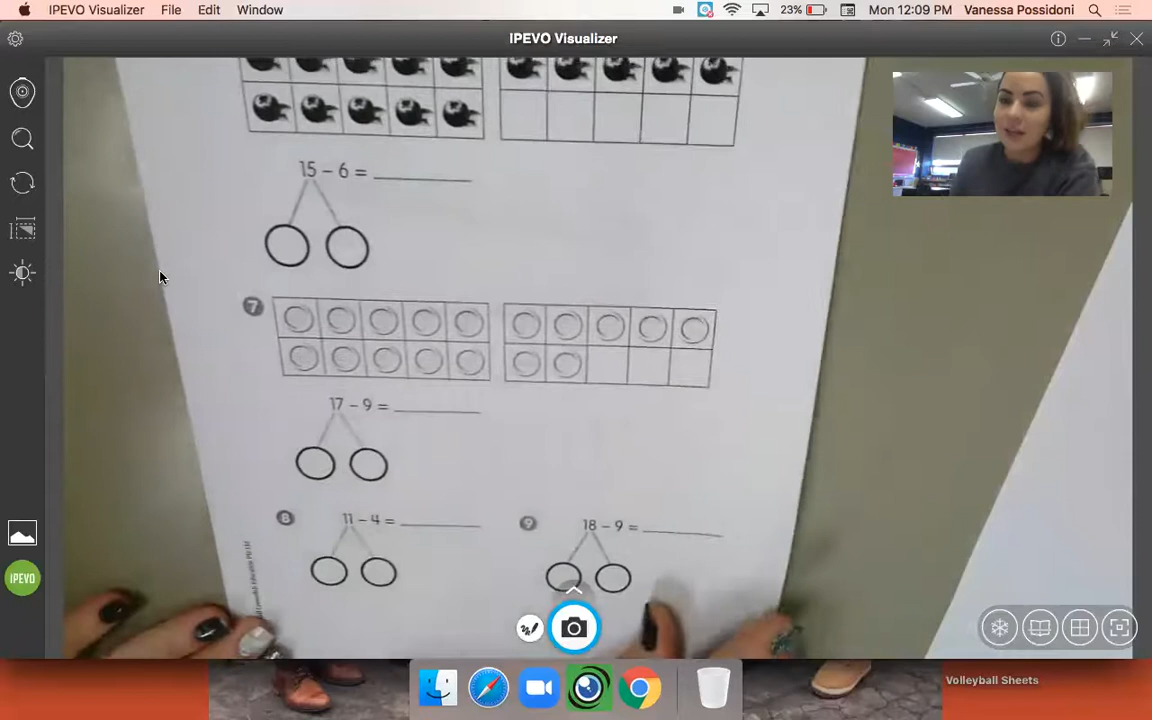 IPEVO Visualizer File Edit Window 23% Mon 12:09 PM Vanessa Possidoni
IPEVO Visualizer
15 - 6 =
7
17 - 9 =
8 11 - 4 =
9 18 - 9 =
IPEVO
Volleyball Sheets